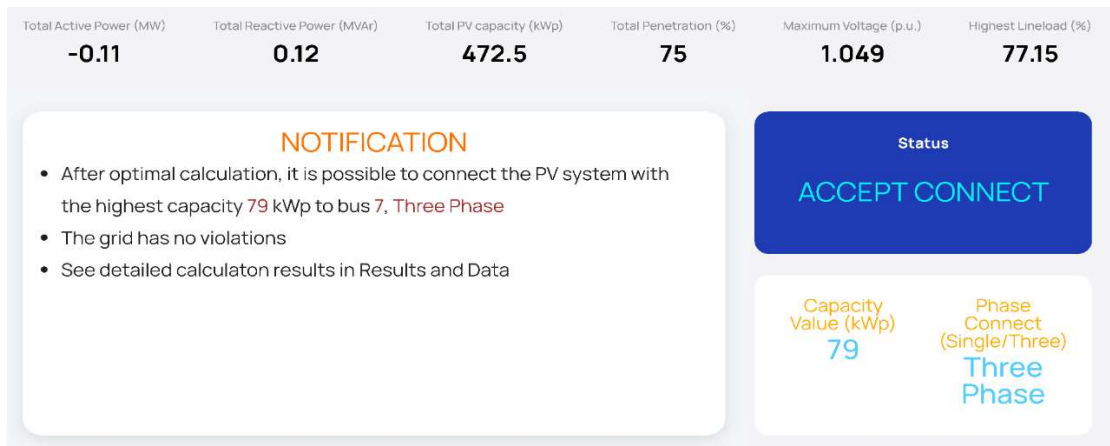 Total Active Power (MW) Total Reactive Power (MVAr) Total PV capacity (kWp) Total Penetration (%) Maximum Voltage (p.u.) Highest Lineload (%)
-0.11 0.12 472.5 75 1.049 77.15
NOTIFICATION
• After optimal calculation, it is possible to connect the PV system with
the highest capacity 79 kWp to bus 7, Three Phase
• The grid has no violations
• See detailed calculaton results in Results and Data
Status
ACCEPT CONNECT
Capacity
Value (kWp)
79
Phase
Connect
(Single/Three)
Three
Phase